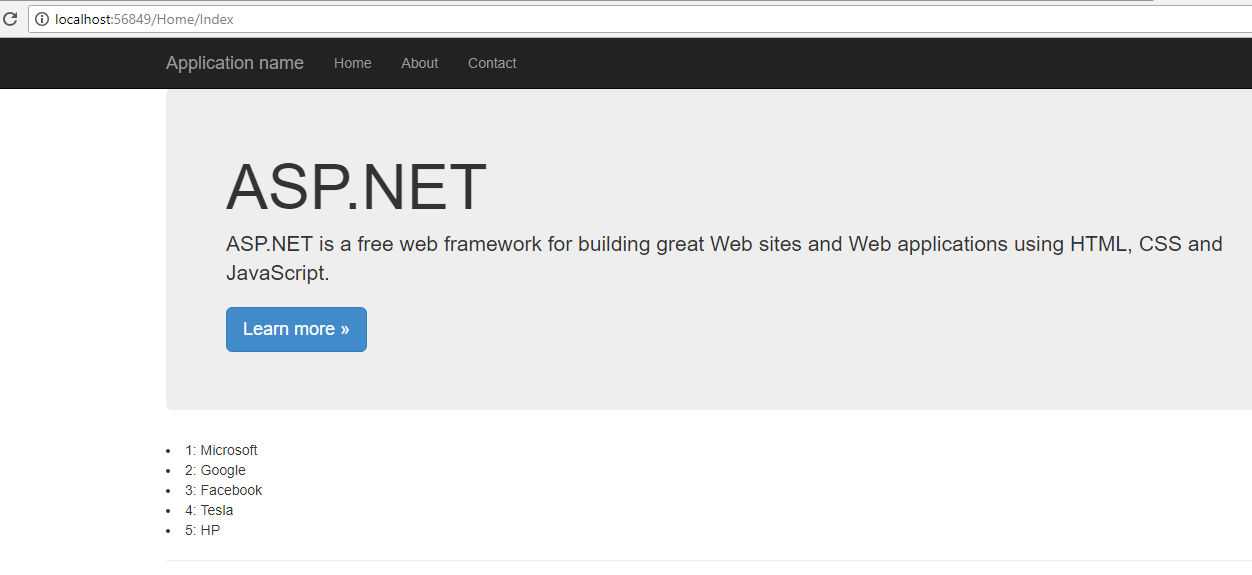 localhost:56849/Home/Index
Application name Home About Contact
ASP.NET
ASP.NET is a free web framework for building great Web sites and Web applications using HTML, CSS and
JavaScript.
Learn more »
• 1: Microsoft
• 2: Google
• 3: Facebook
• 4: Tesla
• 5: HP